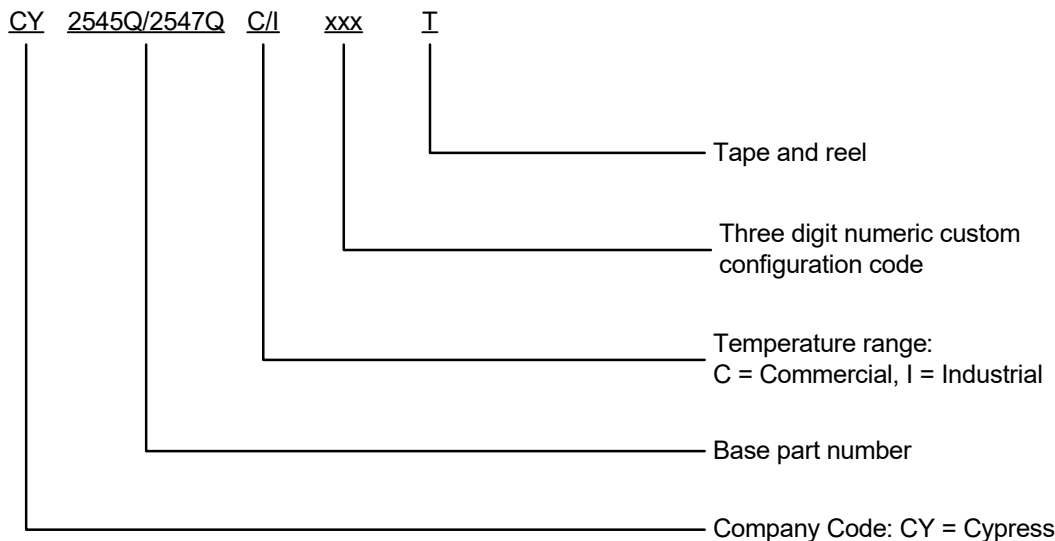 CY 2545Q/2547Q C/I xxx T
Tape and reel
Three digit numeric custom
configuration code
Temperature range:
C = Commercial, I = Industrial
Base part number
Company Code: CY = Cypress